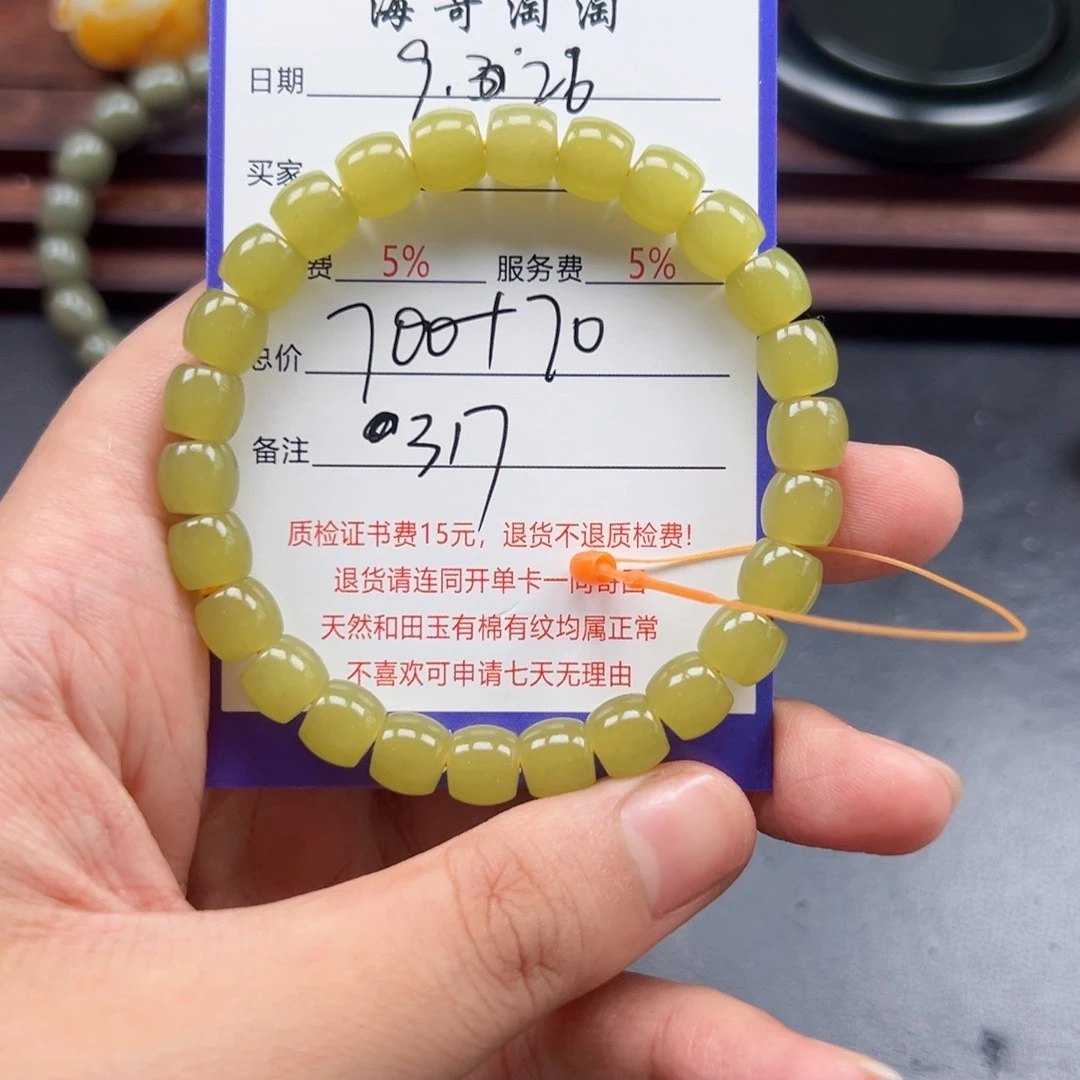 海哥淘淘
日期 9. 26
买家
费 5% 服务费 5%
总价 700+70
备注 317
质检证书费15元，退货不退质检费！
退货请连同开单卡一同寄回
天然和田玉有棉有纹均属正常
不喜欢可申请七天无理由